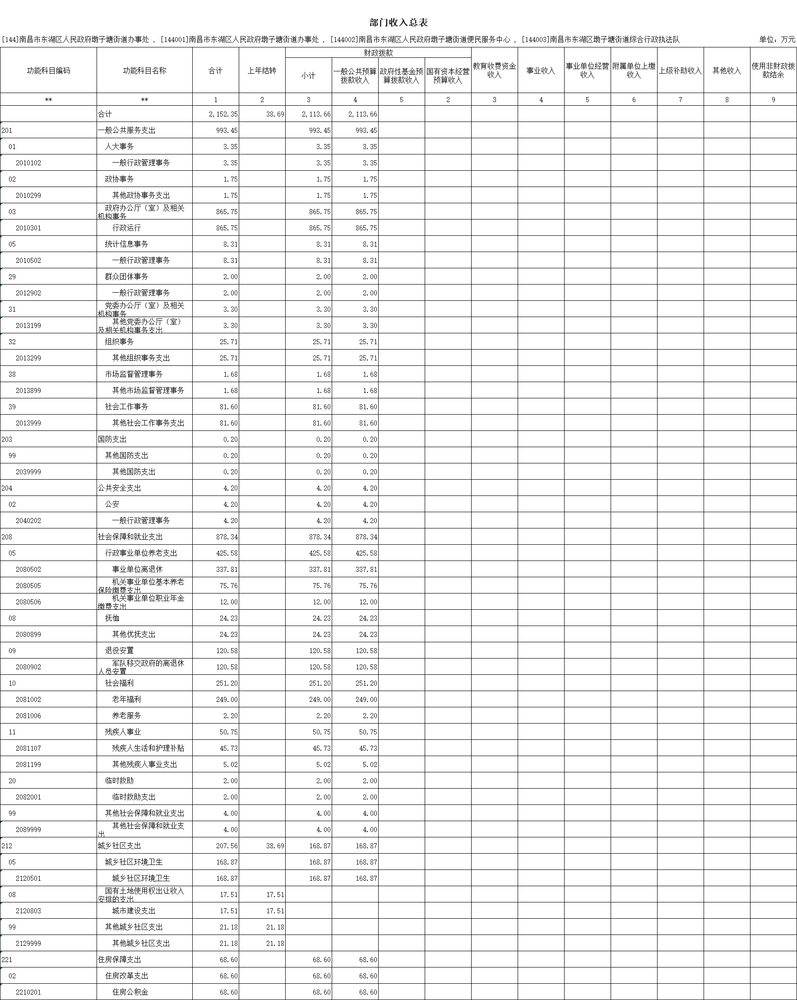 部门收入总表
[144]南昌市东湖区人民政府墩子塘街道办事处 , [144001]南昌市东湖区人民政府墩子塘街道办事处 , [144002]南昌市东湖区人民政府墩子塘街道便民服务中心 , [144003]南昌市东湖区墩子塘街道综合行政执法队 单位：万元
功能科目编码 功能科目名称 合计 上年结转 财政拨款 教育收费资金收入 事业收入 事业单位经营收入 附属单位上缴收入 上级补助收入 其他收入 使用非财政拨款结余
小计 一般公共预算拨款收入 政府性基金预算拨款收入 国有资本经营预算收入
** ** 1 2 3 4 5 2 3 4 5 6 7 8 9
合计 2,152.35 38.69 2,113.66 2,113.66
201 一般公共服务支出 993.45 993.45 993.45
01 人大事务 3.35 3.35 3.35
2010102 一般行政管理事务 3.35 3.35 3.35
02 政协事务 1.75 1.75 1.75
2010299 其他政协事务支出 1.75 1.75 1.75
03 政府办公厅（室）及相关机构事务 865.75 865.75 865.75
2010301 行政运行 865.75 865.75 865.75
05 统计信息事务 8.31 8.31 8.31
2010502 一般行政管理事务 8.31 8.31 8.31
29 群众团体事务 2.00 2.00 2.00
2012902 一般行政管理事务 2.00 2.00 2.00
31 党委办公厅（室）及相关机构事务 3.30 3.30 3.30
2013199 其他党委办公厅（室）及相关机构事务支出 3.30 3.30 3.30
32 组织事务 25.71 25.71 25.71
2013299 其他组织事务支出 25.71 25.71 25.71
38 市场监督管理事务 1.68 1.68 1.68
2013899 其他市场监督管理事务 1.68 1.68 1.68
39 社会工作事务 81.60 81.60 81.60
2013999 其他社会工作事务支出 81.60 81.60 81.60
203 国防支出 0.20 0.20 0.20
99 其他国防支出 0.20 0.20 0.20
2039999 其他国防支出 0.20 0.20 0.20
204 公共安全支出 4.20 4.20 4.20
02 公安 4.20 4.20 4.20
2040202 一般行政管理事务 4.20 4.20 4.20
208 社会保障和就业支出 878.34 878.34 878.34
05 行政事业单位养老支出 425.58 425.58 425.58
2080502 事业单位离退休 337.81 337.81 337.81
2080505 机关事业单位基本养老保险缴费支出 75.76 75.76 75.76
2080506 机关事业单位职业年金缴费支出 12.00 12.00 12.00
08 抚恤 24.23 24.23 24.23
2080899 其他优抚支出 24.23 24.23 24.23
09 退役安置 120.58 120.58 120.58
2080902 军队移交政府的离退休人员安置 120.58 120.58 120.58
10 社会福利 251.20 251.20 251.20
2081002 老年福利 249.00 249.00 249.00
2081006 养老服务 2.20 2.20 2.20
11 残疾人事业 50.75 50.75 50.75
2081107 残疾人生活和护理补贴 45.73 45.73 45.73
2081199 其他残疾人事业支出 5.02 5.02 5.02
20 临时救助 2.00 2.00 2.00
2082001 临时救助支出 2.00 2.00 2.00
99 其他社会保障和就业支出 4.00 4.00 4.00
2089999 其他社会保障和就业支出 4.00 4.00 4.00
212 城乡社区支出 207.56 38.69 168.87 168.87
05 城乡社区环境卫生 168.87 168.87 168.87
2120501 城乡社区环境卫生 168.87 168.87 168.87
08 国有土地使用权出让收入安排的支出 17.51 17.51
2120803 城市建设支出 17.51 17.51
99 其他城乡社区支出 21.18 21.18
2129999 其他城乡社区支出 21.18 21.18
221 住房保障支出 68.60 68.60 68.60
02 住房改革支出 68.60 68.60 68.60
2210201 住房公积金 68.60 68.60 68.60